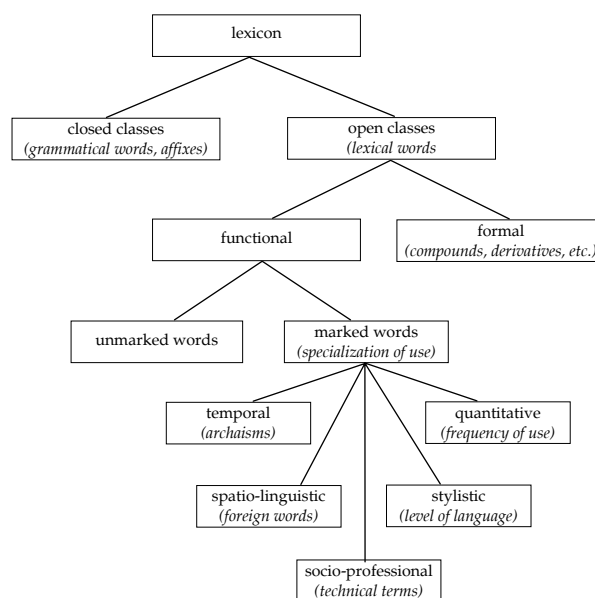 lexicon
closed classes
(grammatical words, affixes)
open classes
(lexical words
functional
formal
(compounds, derivatives, etc.)
unmarked words
marked words
(specialization of use)
temporal
(archaisms)
quantitative
(frequency of use)
spatio-linguistic
(foreign words)
stylistic
(level of language)
socio-professional
(technical terms)